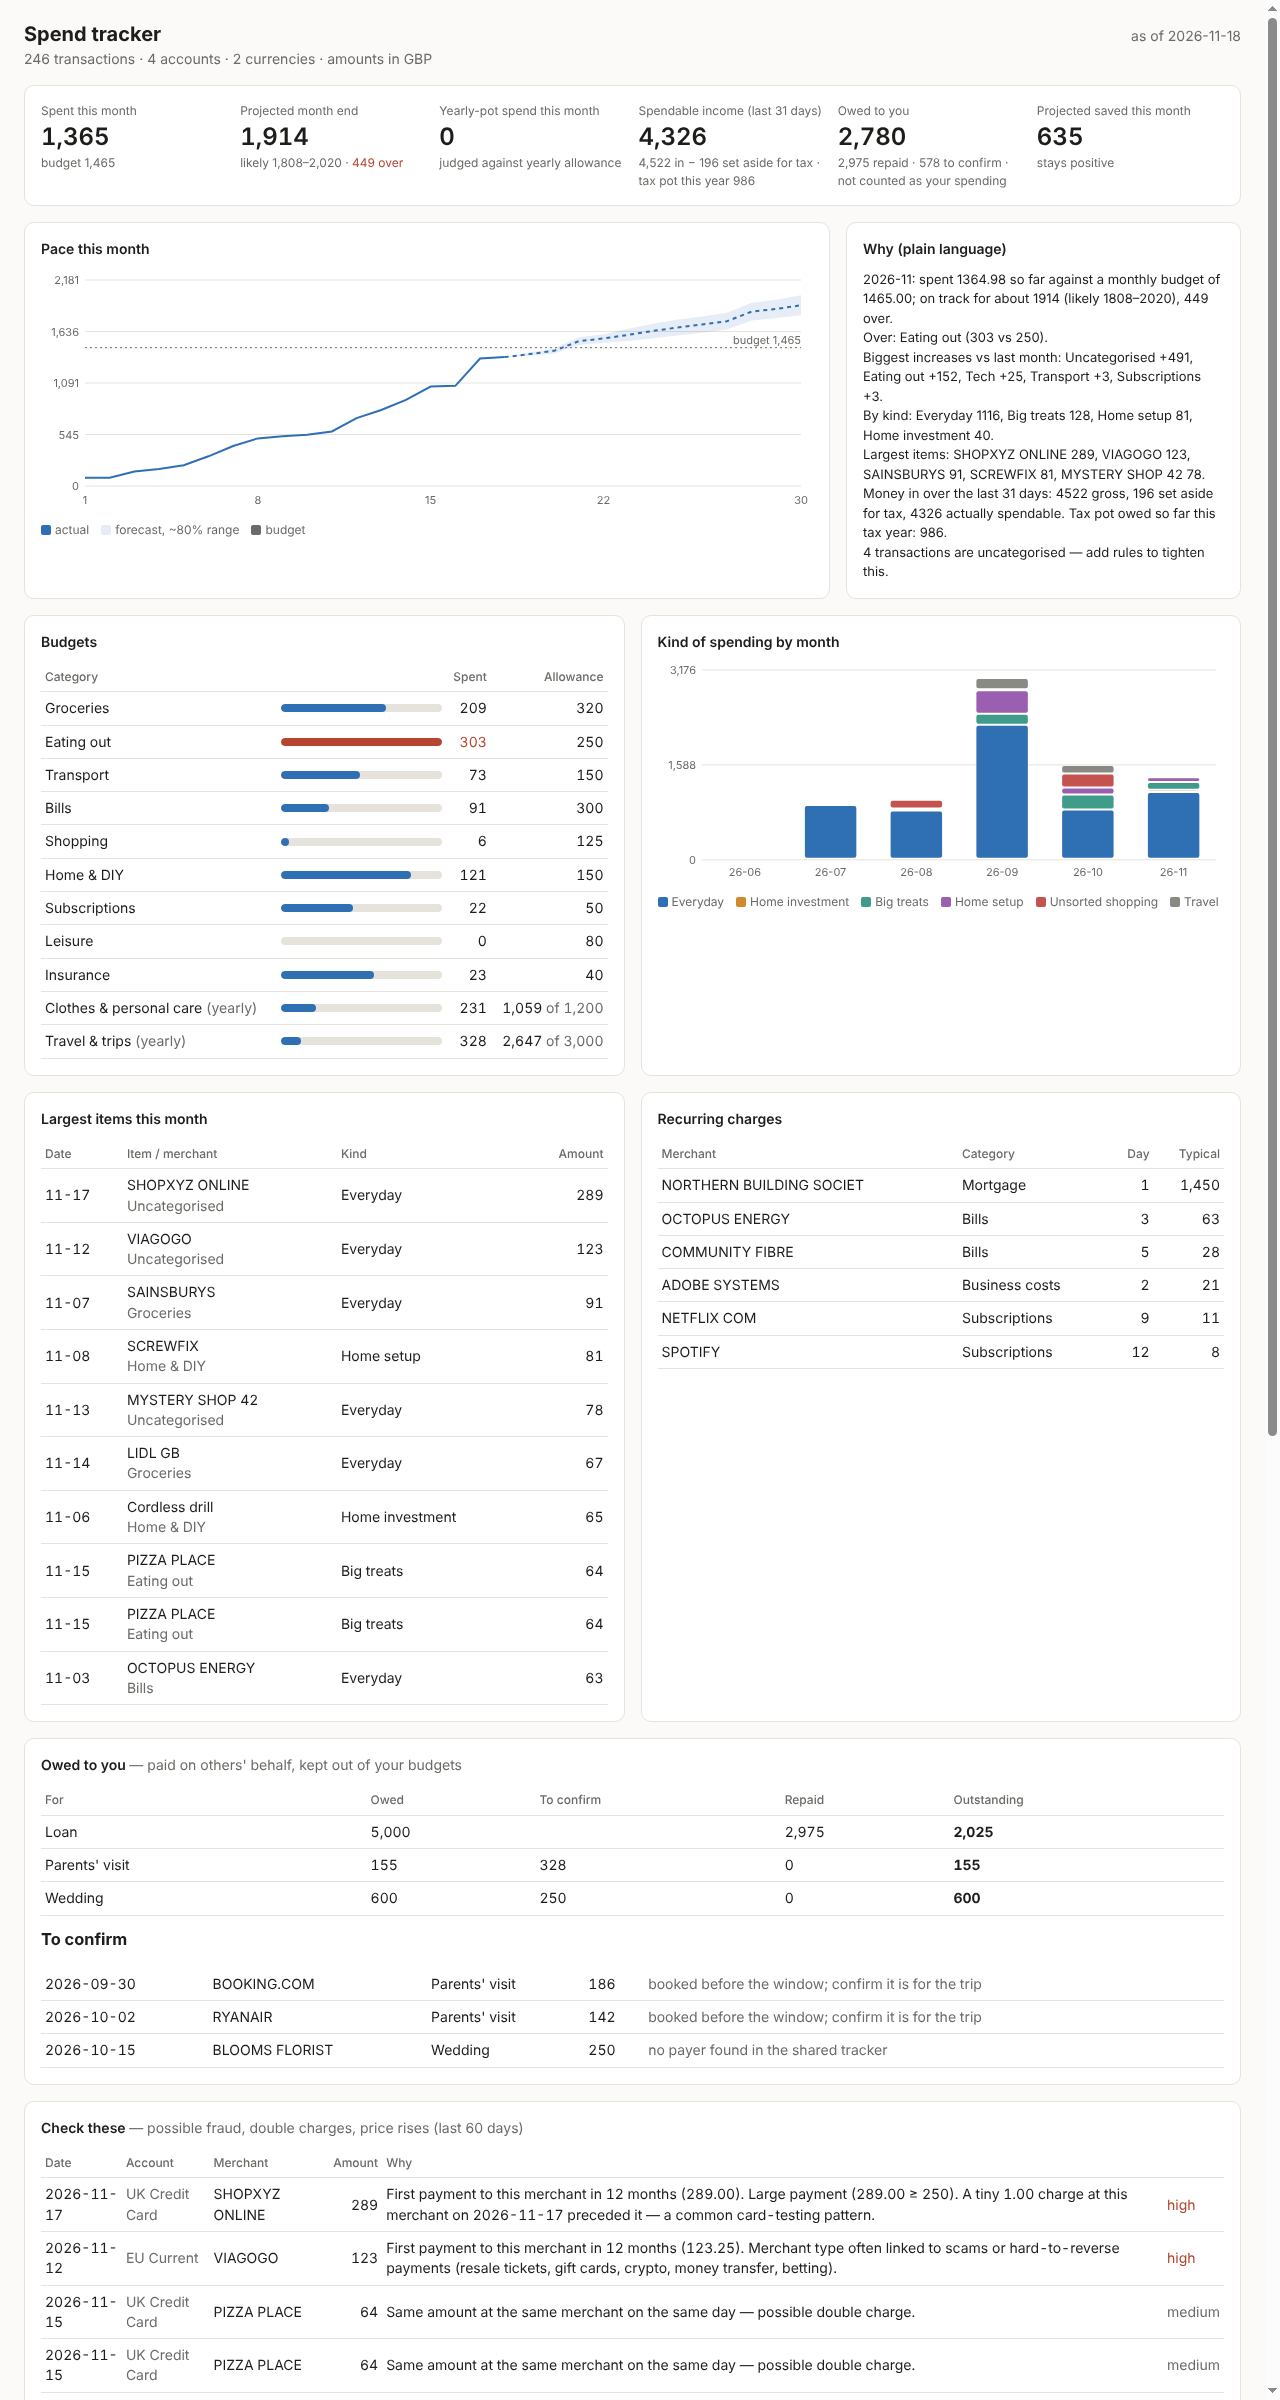 Spend tracker
as of 2026-11-18
246 transactions · 4 accounts · 2 currencies · amounts in GBP
Spent this month
1,365
budget 1,465
Projected month end
1,914
likely 1,808–2,020 · 449 over
Yearly-pot spend this month
0
judged against yearly allowance
Spendable income (last 31 days)
4,326
4,522 in − 196 set aside for tax ·
tax pot this year 986
Owed to you
2,780
2,975 repaid · 578 to confirm ·
not counted as your spending
Projected saved this month
635
stays positive
Pace this month
2,181
1,636
1,091
545
0
budget 1,465
1 8 15 22 30
actual forecast, ~80% range budget
Why (plain language)
2026-11: spent 1364.98 so far against a monthly budget of
1465.00; on track for about 1914 (likely 1808–2020), 449
over.
Over: Eating out (303 vs 250).
Biggest increases vs last month: Uncategorised +491,
Eating out +152, Tech +25, Transport +3, Subscriptions
+3.
By kind: Everyday 1116, Big treats 128, Home setup 81,
Home investment 40.
Largest items: SHOPXYZ ONLINE 289, VIAGOGO 123,
SAINSBURYS 91, SCREWFIX 81, MYSTERY SHOP 42 78.
Money in over the last 31 days: 4522 gross, 196 set aside
for tax, 4326 actually spendable. Tax pot owed so far this
tax year: 986.
4 transactions are uncategorised — add rules to tighten
this.
Budgets
Category Spent Allowance
Groceries 209 320
Eating out 303 250
Transport 73 150
Bills 91 300
Shopping 6 125
Home & DIY 121 150
Subscriptions 22 50
Leisure 0 80
Insurance 23 40
Clothes & personal care (yearly) 231 1,059 of 1,200
Travel & trips (yearly) 328 2,647 of 3,000
Kind of spending by month
3,176
1,588
0
26-06 26-07 26-08 26-09 26-10 26-11
Everyday Home investment Big treats Home setup Unsorted shopping Travel
Largest items this month
Date Item / merchant Kind Amount
11-17 SHOPXYZ ONLINE Everyday 289
Uncategorised
11-12 VIAGOGO Everyday 123
Uncategorised
11-07 SAINSBURYS Everyday 91
Groceries
11-08 SCREWFIX Home setup 81
Home & DIY
11-13 MYSTERY SHOP 42 Everyday 78
Uncategorised
11-14 LIDL GB Everyday 67
Groceries
11-06 Cordless drill Home investment 65
Home & DIY
11-15 PIZZA PLACE Big treats 64
Eating out
11-15 PIZZA PLACE Big treats 64
Eating out
11-03 OCTOPUS ENERGY Everyday 63
Bills
Recurring charges
Merchant Category Day Typical
NORTHERN BUILDING SOCIET Mortgage 1 1,450
OCTOPUS ENERGY Bills 3 63
COMMUNITY FIBRE Bills 5 28
ADOBE SYSTEMS Business costs 2 21
NETFLIX COM Subscriptions 9 11
SPOTIFY Subscriptions 12 8
Owed to you — paid on others' behalf, kept out of your budgets
For Owed To confirm Repaid Outstanding
Loan 5,000 2,975 2,025
Parents' visit 155 328 0 155
Wedding 600 250 0 600
To confirm
2026-09-30 BOOKING.COM Parents' visit 186 booked before the window; confirm it is for the trip
2026-10-02 RYANAIR Parents' visit 142 booked before the window; confirm it is for the trip
2026-10-15 BLOOMS FLORIST Wedding 250 no payer found in the shared tracker
Check these — possible fraud, double charges, price rises (last 60 days)
Date Account Merchant Amount Why
2026-11-17 UK Credit Card SHOPXYZ ONLINE 289 First payment to this merchant in 12 months (289.00). Large payment (289.00 ≥ 250). A tiny 1.00 charge at this
merchant on 2026-11-17 preceded it — a common card-testing pattern. high
2026-11-12 EU Current VIAGOGO 123 First payment to this merchant in 12 months (123.25). Merchant type often linked to scams or hard-to-reverse
payments (resale tickets, gift cards, crypto, money transfer, betting). high
2026-11-15 UK Credit Card PIZZA PLACE 64 Same amount at the same merchant on the same day — possible double charge. medium
2026-11-15 UK Credit Card PIZZA PLACE 64 Same amount at the same merchant on the same day — possible double charge. medium